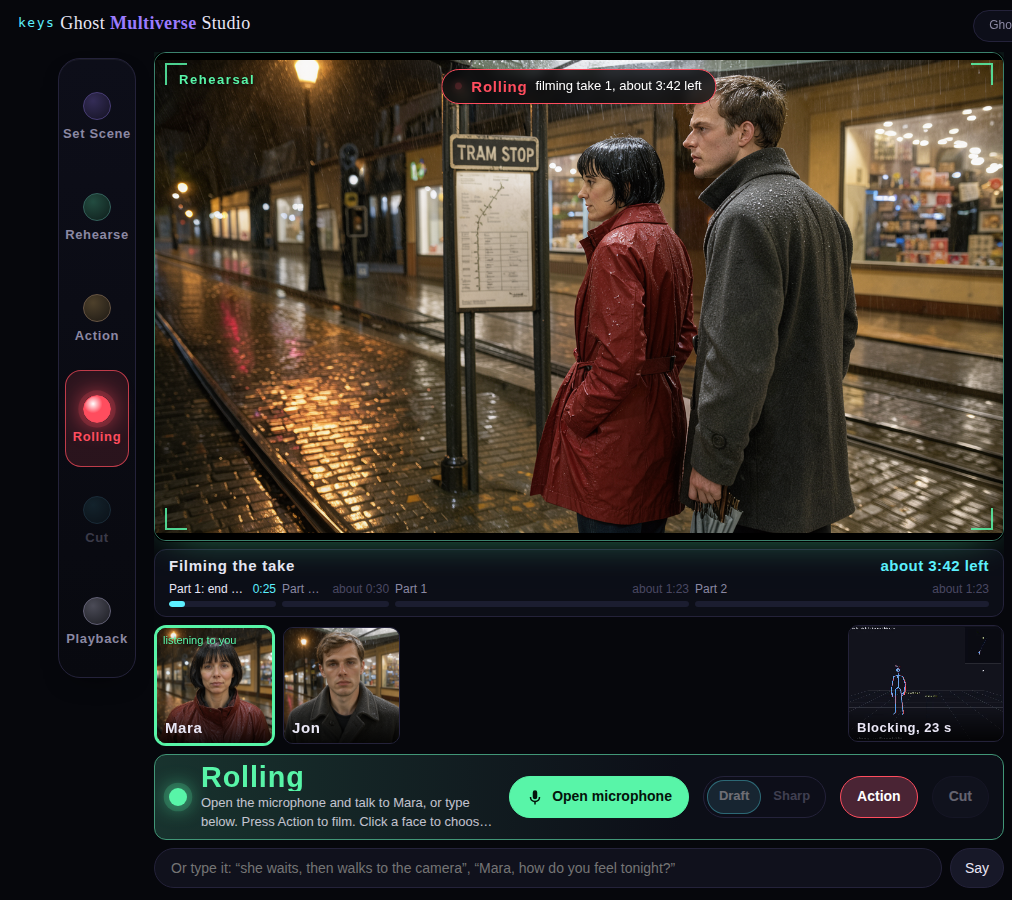 keys Ghost Multiverse Studio
Gho
Set Scene
Rehearse
Action
Rolling
Cut
Playback
Rehearsal
Rolling filming take 1, about 3:42 left
TRAM STOP
Filming the take about 3:42 left
Part 1: end … 0:25 Part … about 0:30 Part 1 about 1:23 Part 2 about 1:23
listening to you
Mara
Jon
Blocking, 23 s
Rolling
Open the microphone and talk to Mara, or type
below. Press Action to film. Click a face to choos…
Open microphone
Draft Sharp
Action
Cut
Or type it: “she waits, then walks to the camera”, “Mara, how do you feel tonight?”
Say